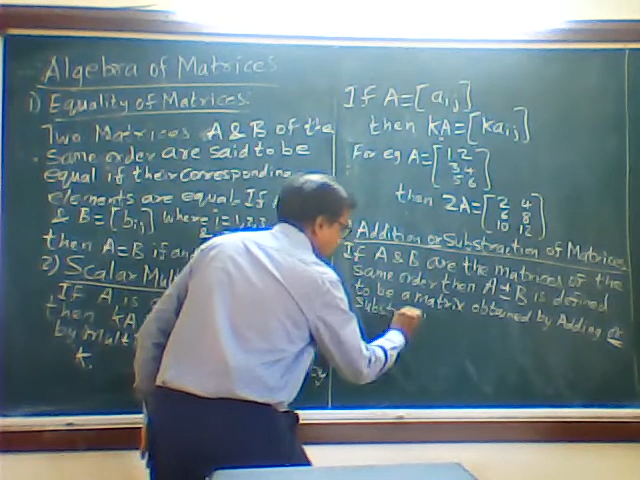 Algebra of Matrices
1) Equality of Matrices:
Two Matrices A & B of the
same order are said to be
equal if their corresponding
elements are equal. If
& B = [bij] where i = 1,2,3
&
then A = B if and
2) Scalar Mul
If A is
then KA
by mult
k.
If A = [aij]
then KA = [Kaij]
For eg A = [1 2
3 4
5 6]
then 2A = [2 4
6 8
10 12]
Addition or Substraction of Matrices
If A & B are the matrices of the
same order then A ± B is defined
to be a matrix obtained by Adding or
Subst